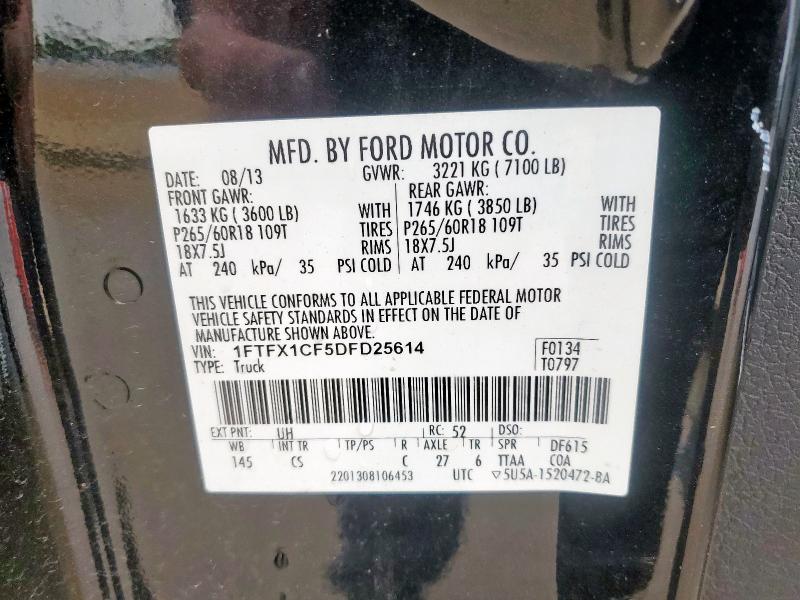 MFD. BY FORD MOTOR CO.
DATE: 08/13 GVWR: 3221 KG ( 7100 LB)
FRONT GAWR: REAR GAWR:
1633 KG ( 3600 LB) WITH 1746 KG ( 3850 LB) WITH
P265/60R18 109T TIRES P265/60R18 109T TIRES
18X7.5J RIMS 18X7.5J RIMS
AT 240 kPa/ 35 PSI COLD AT 240 kPa/ 35 PSI COLD
THIS VEHICLE CONFORMS TO ALL APPLICABLE FEDERAL MOTOR
VEHICLE SAFETY STANDARDS IN EFFECT ON THE DATE OF
MANUFACTURE SHOWN ABOVE.
VIN: 1FTFX1CF5DFD25614 F0134
TYPE: Truck T0797
EXT PNT: UH RC: 52 DSO:
WB INT TR TP/PS R AXLE TR SPR DF615
145 CS C 27 6 TTAA COA
2201308106453 UTC ▽5U5A-1520472-BA